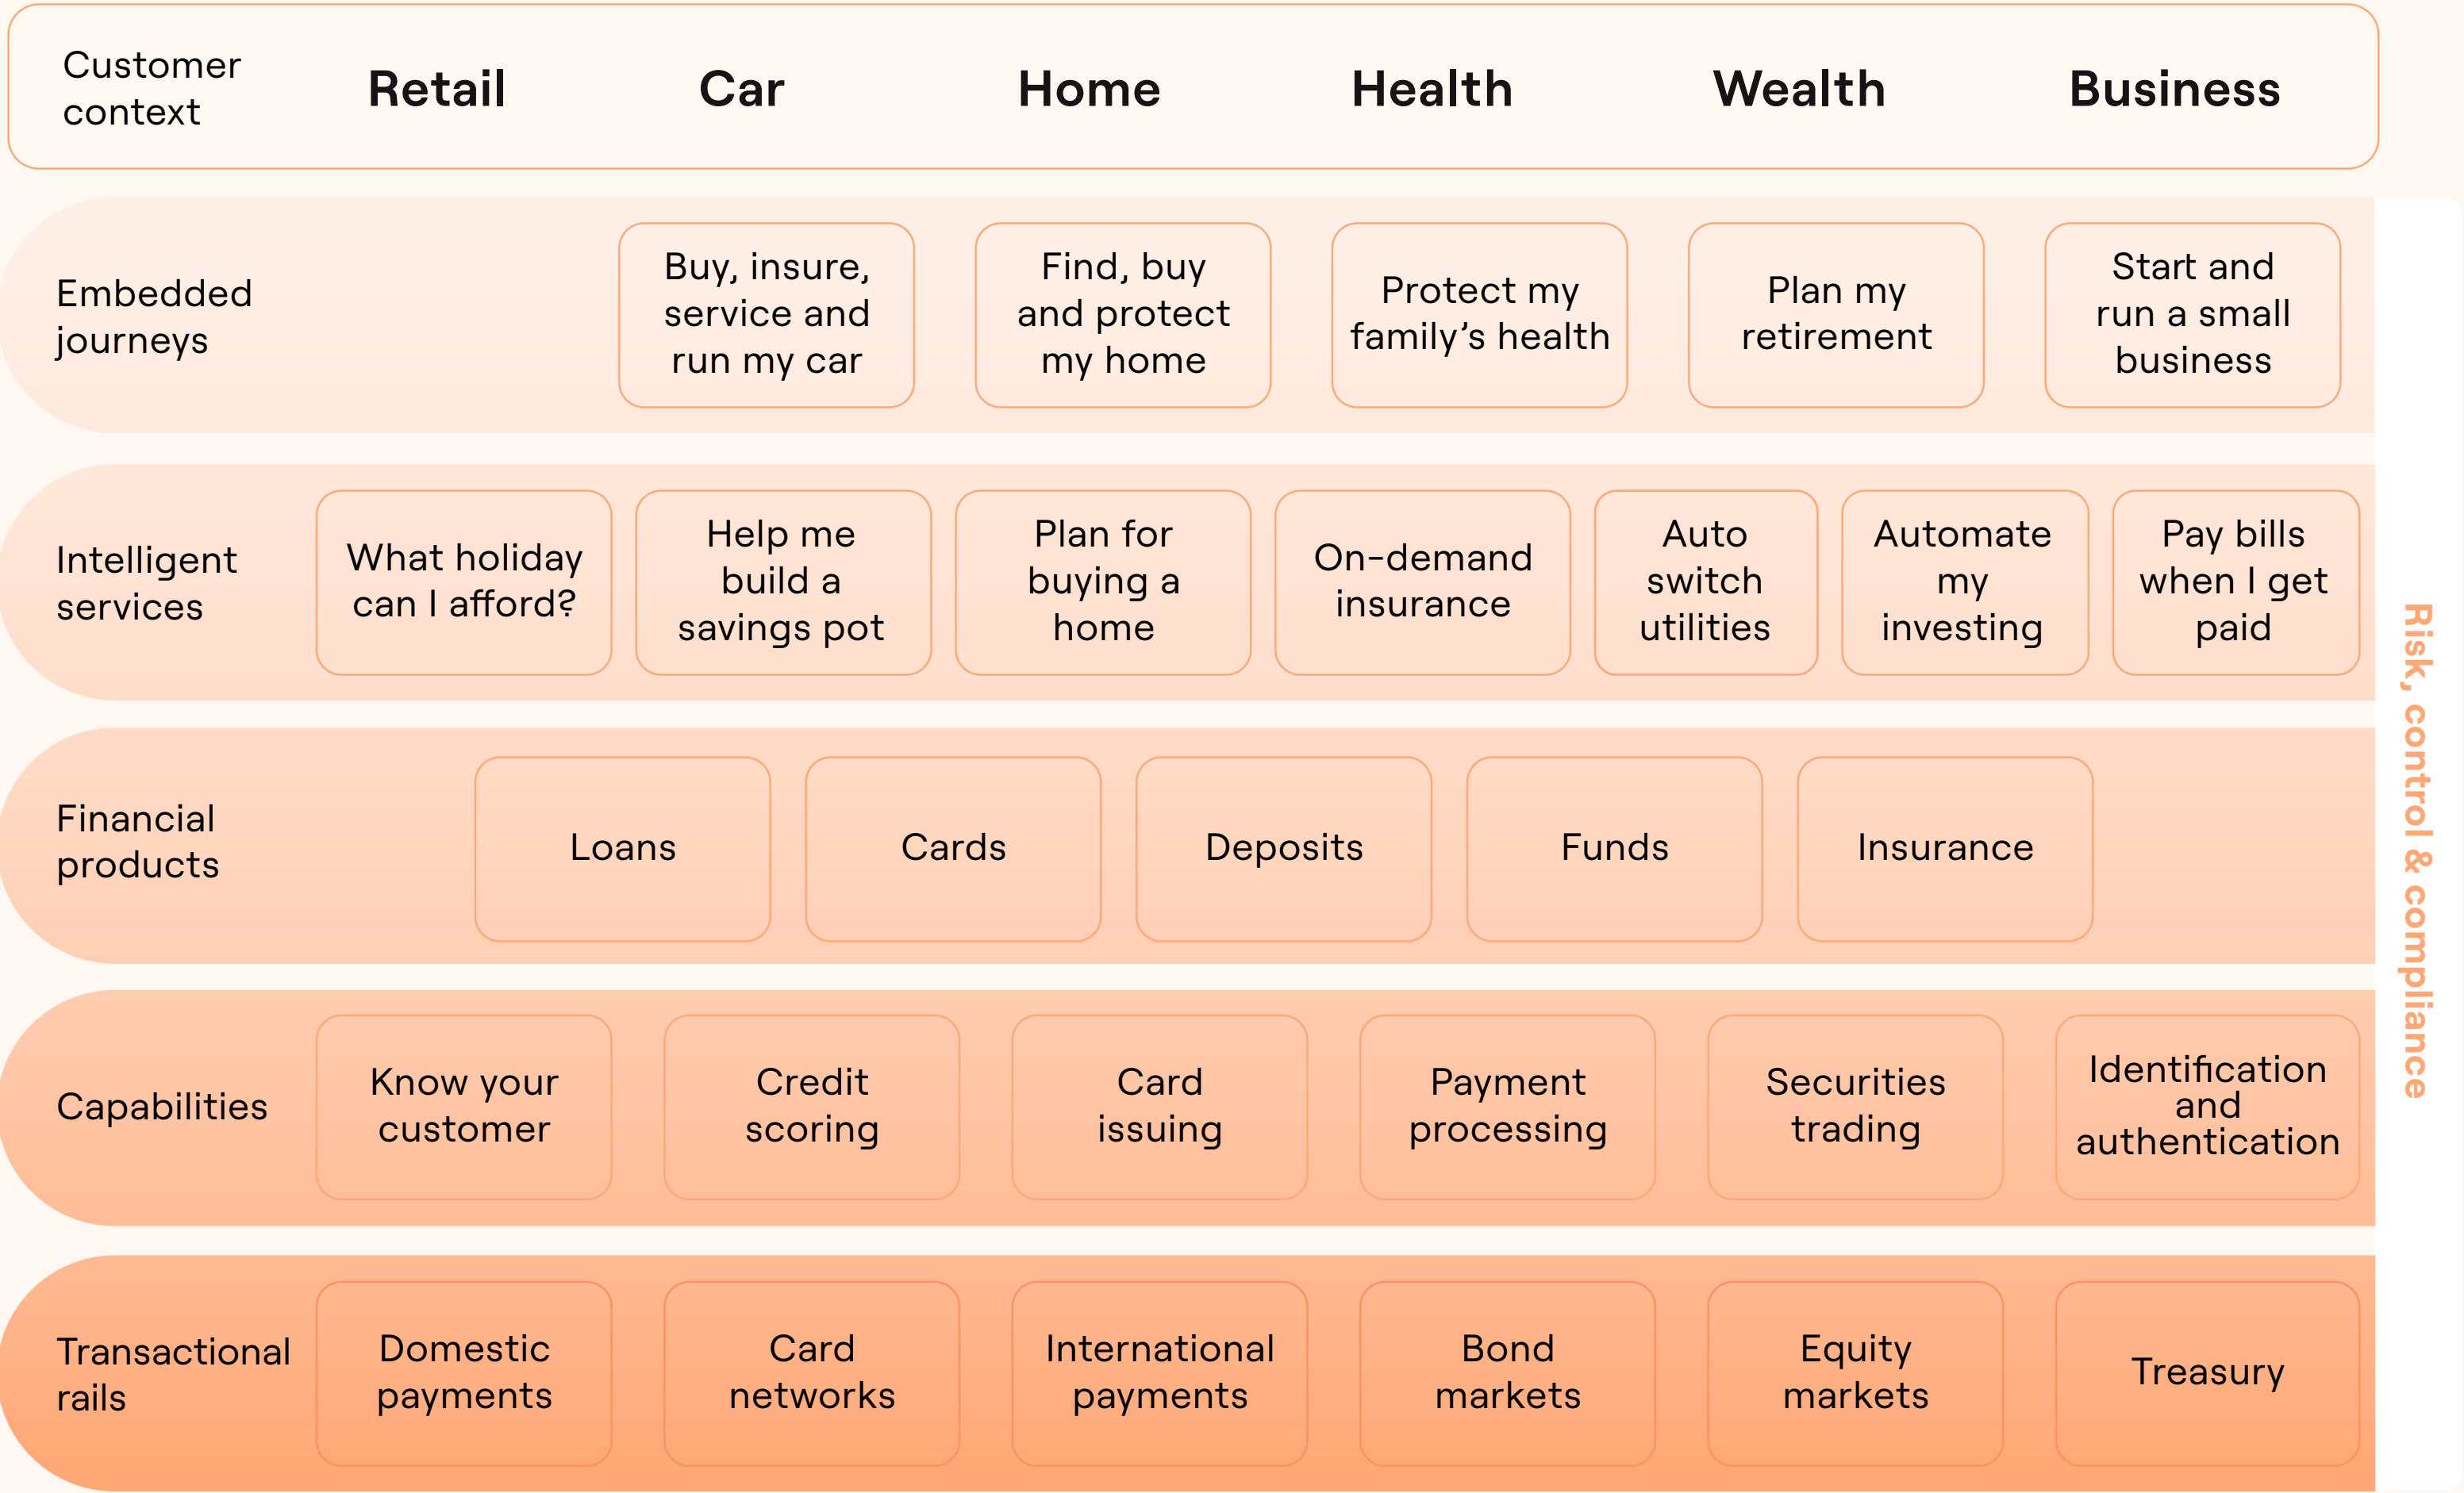 Customer
context
Retail
Car
Home
Health
Wealth
Business
Embedded
journeys
Buy, insure,
service and
run my car
Find, buy
and protect
my home
Protect my
family’s health
Plan my
retirement
Start and
run a small
business
Intelligent
services
What holiday
can I afford?
Help me
build a
savings pot
Plan for
buying a
home
On-demand
insurance
Auto
switch
utilities
Automate
my
investing
Pay bills
when I get
paid
Financial
products
Loans
Cards
Deposits
Funds
Insurance
Capabilities
Know your
customer
Credit
scoring
Card
issuing
Payment
processing
Securities
trading
Identification
and
authentication
Transactional
rails
Domestic
payments
Card
networks
International
payments
Bond
markets
Equity
markets
Treasury
Risk, control & compliance